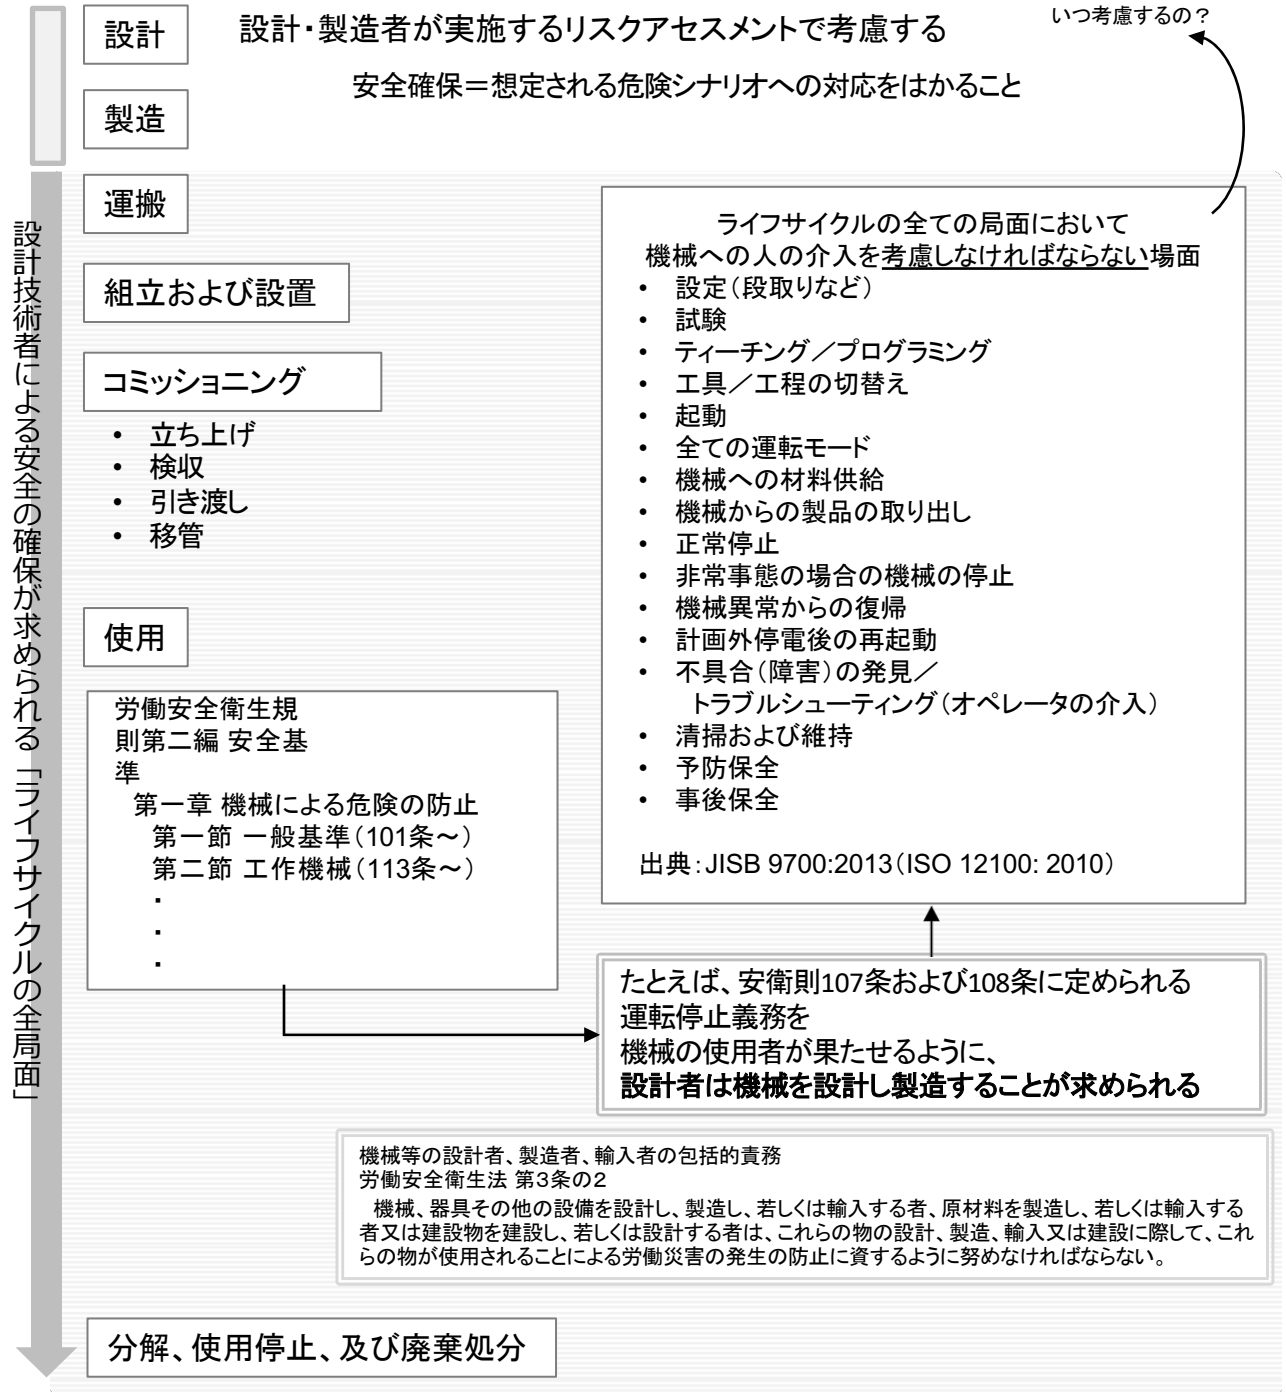 設計
設計・製造者が実施するリスクアセスメントで考慮する
いつ考慮するの？
安全確保＝想定される危険シナリオへの対応をはかること
製造
運搬
設計技術者による安全の確保が求められる「ライフサイクルの全局面」
組立および設置
コミッショニング
• 立ち上げ
• 検収
• 引き渡し
• 移管
使用
労働安全衛生規
則第二編 安全基
準
第一章 機械による危険の防止
第一節 一般基準（101条～）
第二節 工作機械（113条～）
・
・
・
ライフサイクルの全ての局面において
機械への人の介入を考慮しなければならない場面
• 設定（段取りなど）
• 試験
• ティーチング／プログラミング
• 工具／工程の切替え
• 起動
• 全ての運転モード
• 機械への材料供給
• 機械からの製品の取り出し
• 正常停止
• 非常事態の場合の機械の停止
• 機械異常からの復帰
• 計画外停電後の再起動
• 不具合（障害）の発見／
トラブルシューティング（オペレータの介入）
• 清掃および維持
• 予防保全
• 事後保全
出典：JISB 9700:2013（ISO 12100: 2010）
たとえば、安衛則107条および108条に定められる
運転停止義務を
機械の使用者が果たせるように、
設計者は機械を設計し製造することが求められる
機械等の設計者、製造者、輸入者の包括的責務
労働安全衛生法 第３条の２
機械、器具その他の設備を設計し、製造し、若しくは輸入する者、原材料を製造し、若しくは輸入する
者又は建設物を建設し、若しくは設計する者は、これらの物の設計、製造、輸入又は建設に際して、これ
らの物が使用されることによる労働災害の発生の防止に資するように努めなければならない。
分解、使用停止、及び廃棄処分